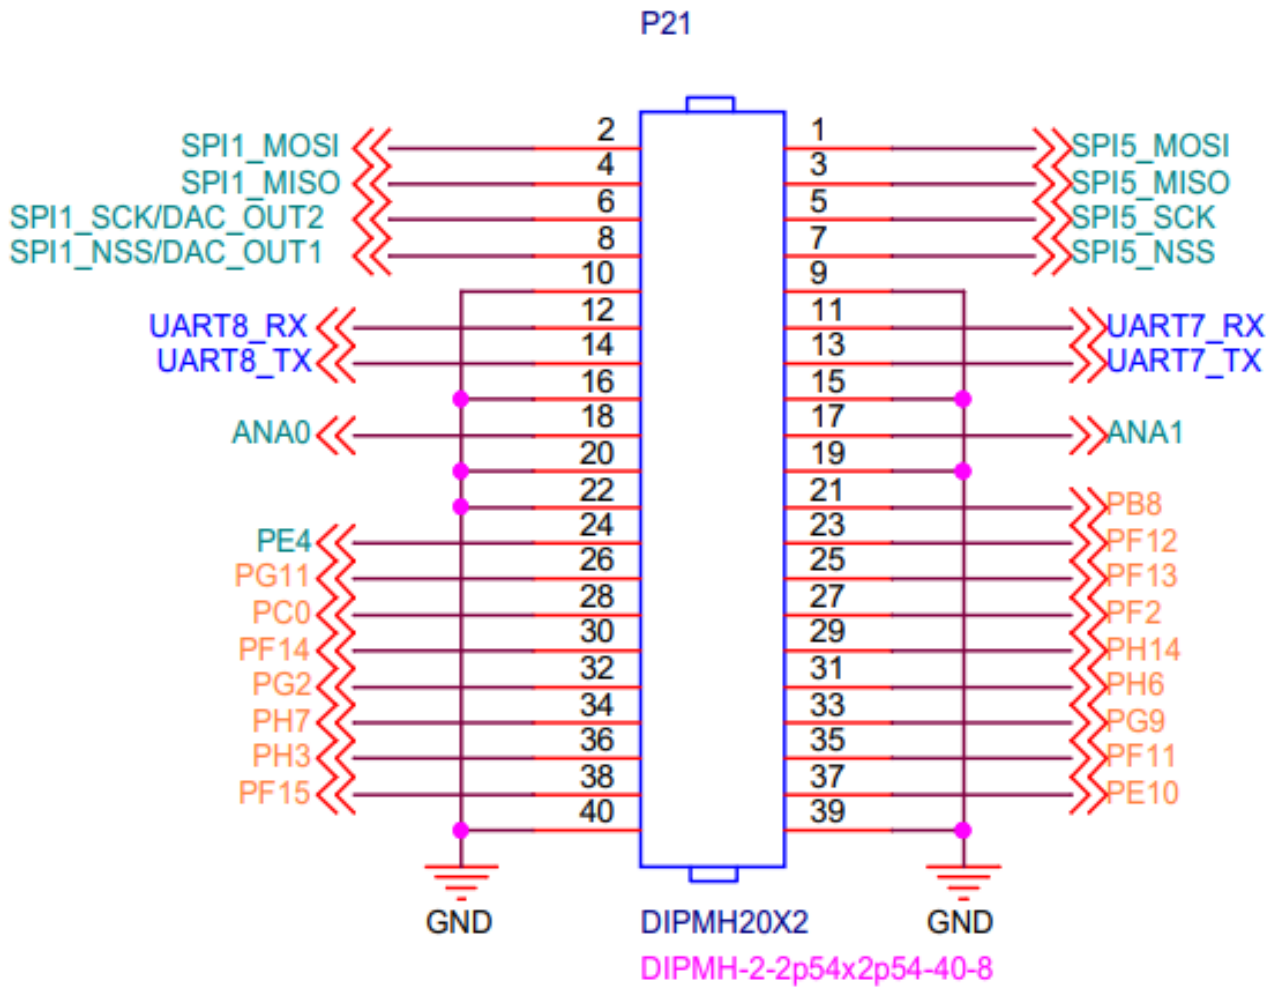 P21
SPI1_MOSI 2 1 SPI5_MOSI
SPI1_MISO 4 3 SPI5_MISO
SPI1_SCK/DAC_OUT2 6 5 SPI5_SCK
SPI1_NSS/DAC_OUT1 8 7 SPI5_NSS
10 9
UART8_RX 12 11 UART7_RX
UART8_TX 14 13 UART7_TX
16 15
ANA0 18 17 ANA1
20 19
22 21 PB8
PE4 24 23 PF12
PG11 26 25 PF13
PC0 28 27 PF2
PF14 30 29 PH14
PG2 32 31 PH6
PH7 34 33 PG9
PH3 36 35 PF11
PF15 38 37 PE10
40 39
GND DIPMH20X2 GND
DIPMH-2-2p54x2p54-40-8